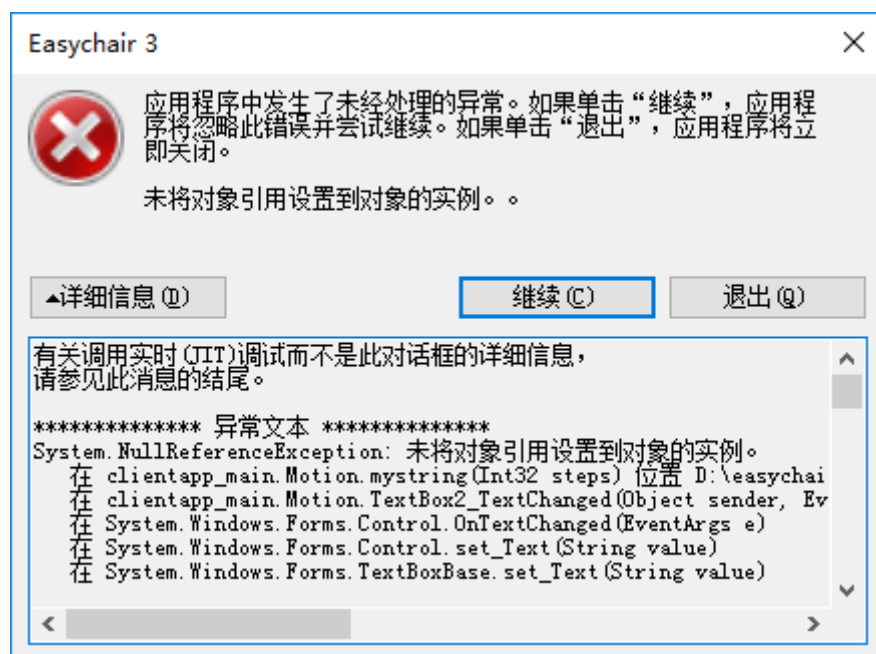 Easychair 3
应用程序中发生了未经处理的异常。如果单击“继续”，应用程
序将忽略此错误并尝试继续。如果单击“退出”，应用程序将立
即关闭。
未将对象引用设置到对象的实例。。
▲详细信息(D)
继续(C)
退出(Q)
有关调用实时(JIT)调试而不是此对话框的详细信息，
请参见此消息的结尾。
************** 异常文本 **************
System.NullReferenceException: 未将对象引用设置到对象的实例。
在 clientapp_main.Motion.mystring(Int32 steps) 位置 D:\easychai
在 clientapp_main.Motion.TextBox2_TextChanged(Object sender, Ev
在 System.Windows.Forms.Control.OnTextChanged(EventArgs e)
在 System.Windows.Forms.Control.set_Text(String value)
在 System.Windows.Forms.TextBoxBase.set_Text(String value)